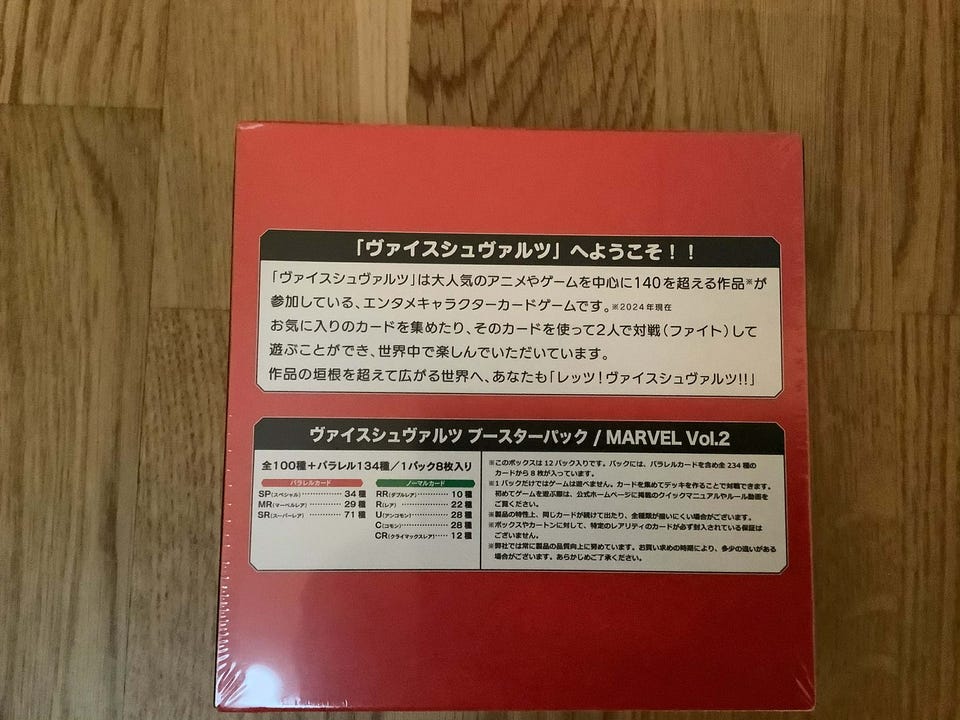 「ヴァイスシュヴァルツ」へようこそ！！
「ヴァイスシュヴァルツ」は大人気のアニメやゲームを中心に140を超える作品※が
参加している、エンタメキャラクターカードゲームです。※2024年現在
お気に入りのカードを集めたり、そのカードを使って2人で対戦（ファイト）して
遊ぶことができ、世界中で楽しんでいただいています。
作品の垣根を超えて広がる世界へ、あなたも「レッツ！ヴァイスシュヴァルツ!!」
ヴァイスシュヴァルツ ブースターパック / MARVEL Vol.2
全100種＋パラレル134種／1パック8枚入り
パラレルカード
SP(スペシャル)⋯⋯⋯34種
MR(マーベルレア)⋯⋯⋯29種
SR(スーパーレア)⋯⋯⋯71種
ノーマルカード
RR(ダブルレア)⋯⋯⋯10種
R(レア)⋯⋯⋯22種
U(アンコモン)⋯⋯⋯28種
C(コモン)⋯⋯⋯28種
CR(クライマックスレア)⋯⋯12種
※このボックスは12パック入りです。パックには、パラレルカードを含め全234種の
カードから8枚が入っています。
※1パックだけではゲームは遊べません。カードを集めてデッキを作ることで対戦できます。
初めてゲームを遊ぶ際は、公式ホームページに掲載のクイックマニュアルやルール動画を
ご覧ください。
※製品の特性上、同じカードが続けて出たり、全種類が揃いにくい場合がございます。
※ボックスやカートンに対して、特定のレアリティのカードが必ず封入されている保証は
ございません。
※弊社では常に製品の品質向上に努めています。お買い求めの時期により、多少の違いがある
場合がございます。あらかじめご了承ください。